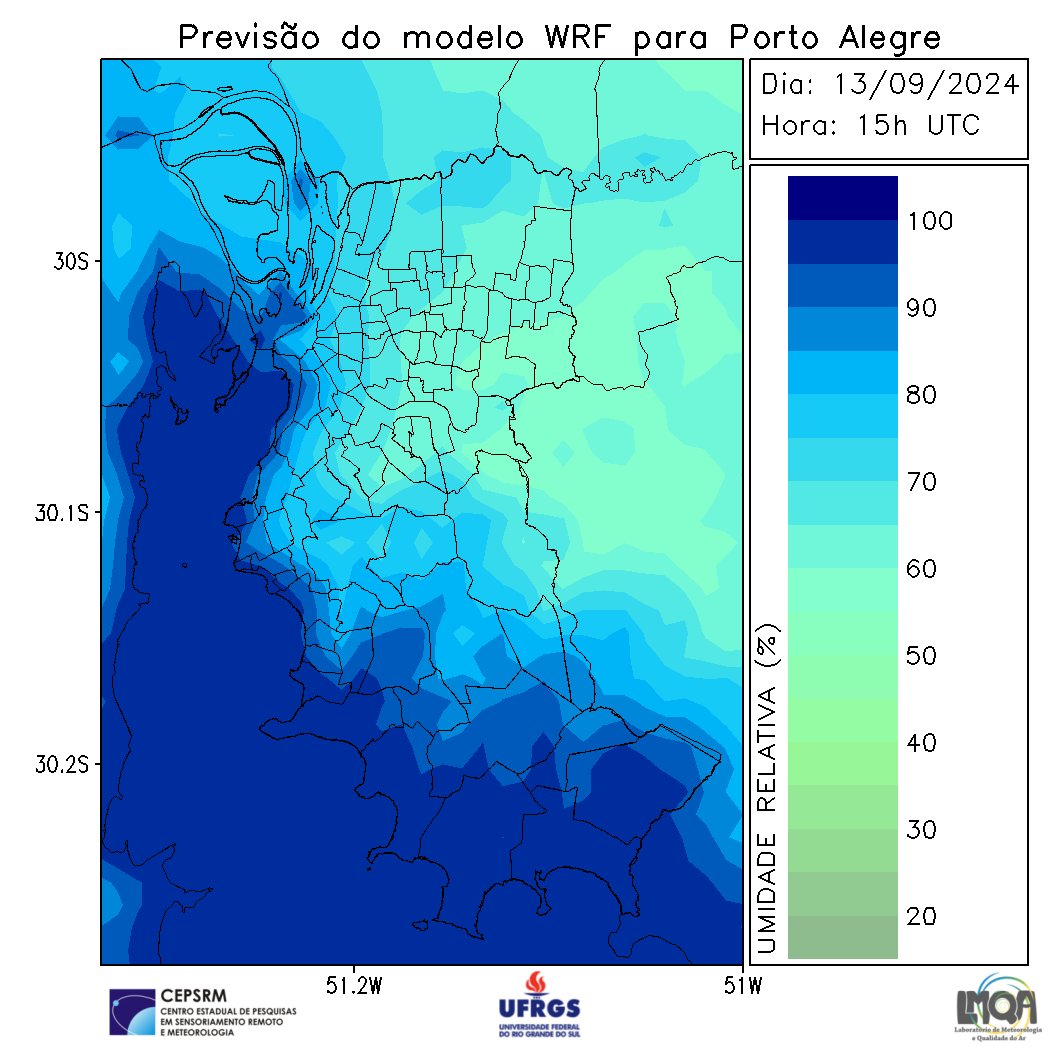 Previsão do modelo WRF para Porto Alegre
Dia: 13/09/2024
Hora: 15h UTC
100
90
80
70
60
50
40
30
20
UMIDADE RELATIVA (%)
30S
30.1S
30.2S
51.2W
51W
CEPSRM
CENTRO ESTADUAL DE PESQUISAS
EM SENSORIAMENTO REMOTO
E METEOROLOGIA
UFRGS
UNIVERSIDADE FEDERAL
DO RIO GRANDE DO SUL
LMQA
Laboratório de Meteorologia
e Qualidade do Ar